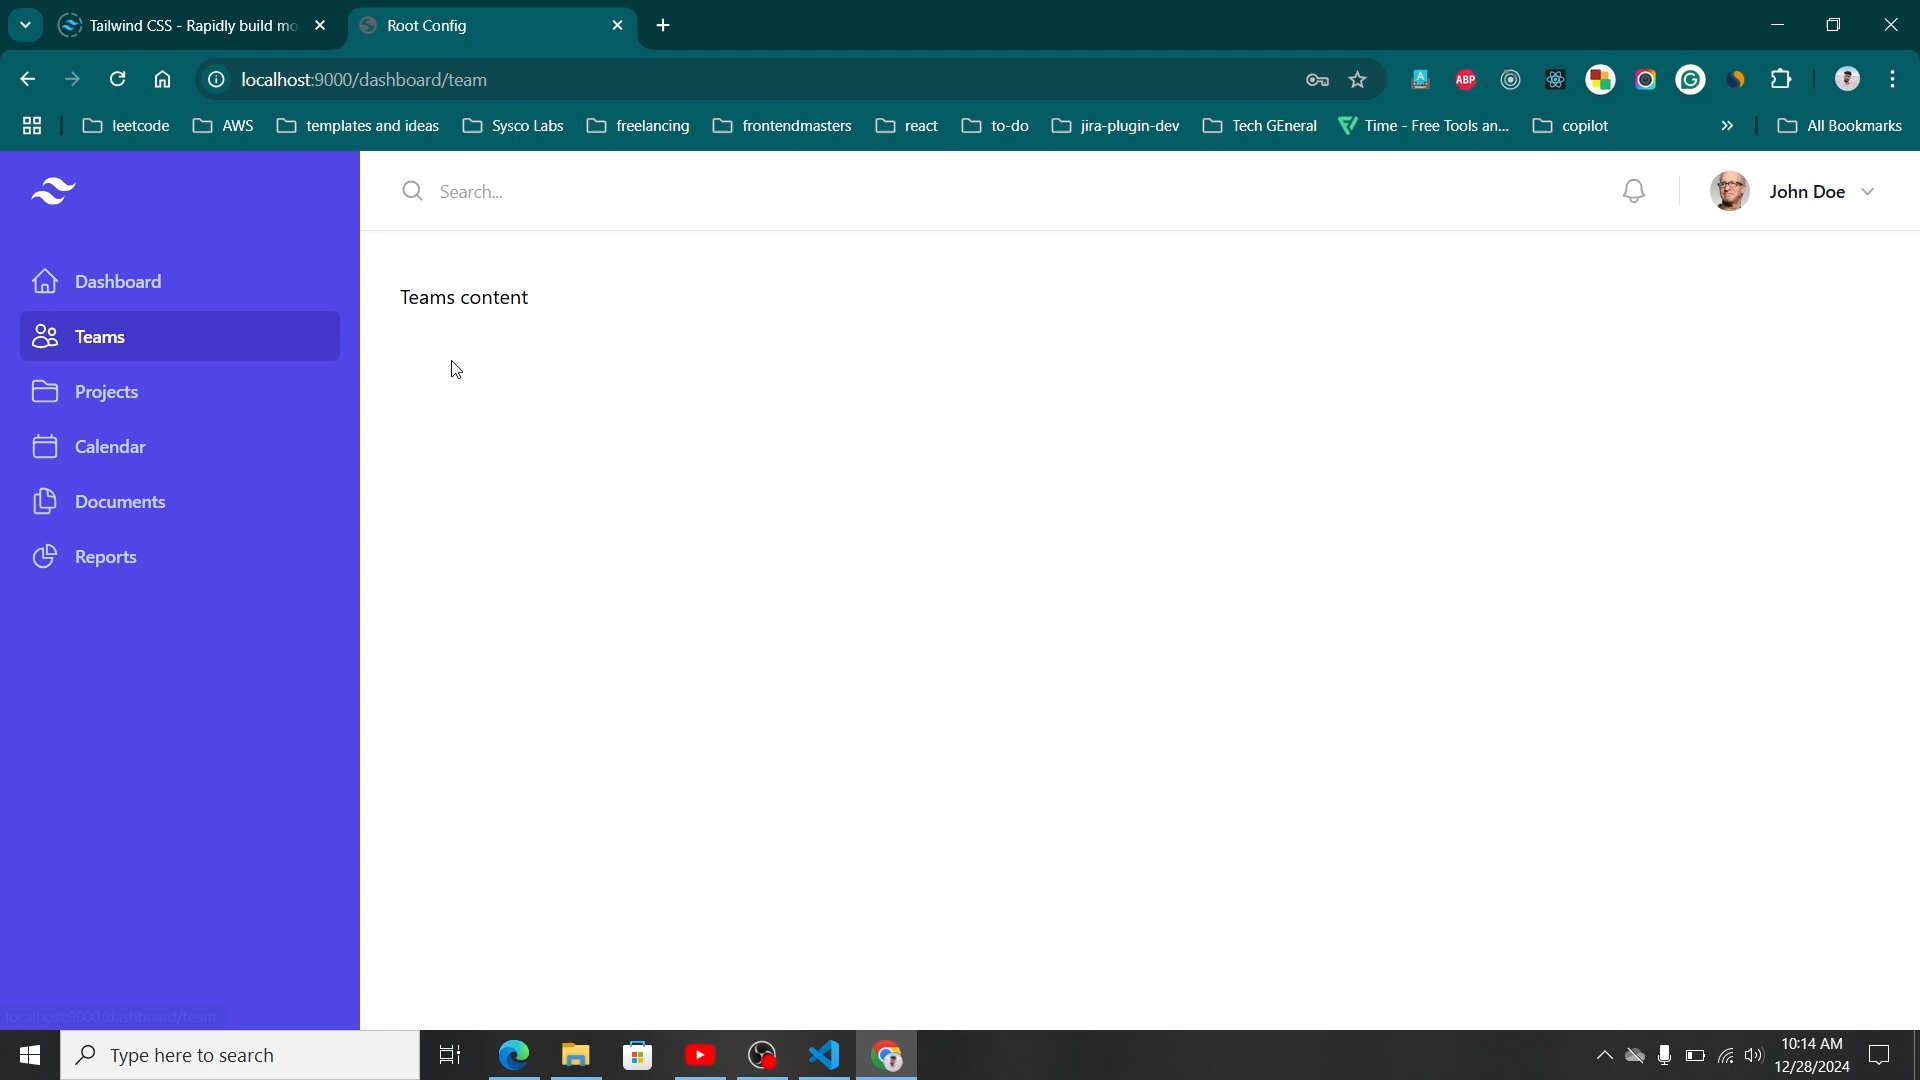 Tailwind CSS - Rapidly build mo
Root Config
localhost:9000/dashboard/team
ABP
leetcode
AWS
templates and ideas
Sysco Labs
freelancing
frontendmasters
react
to-do
jira-plugin-dev
Tech GEneral
Time - Free Tools an...
copilot
All Bookmarks
Search...
John Doe
Dashboard
Teams
Projects
Calendar
Documents
Reports
Teams content
localhost:9000/dashboard/team
Type here to search
10:14 AM
12/28/2024